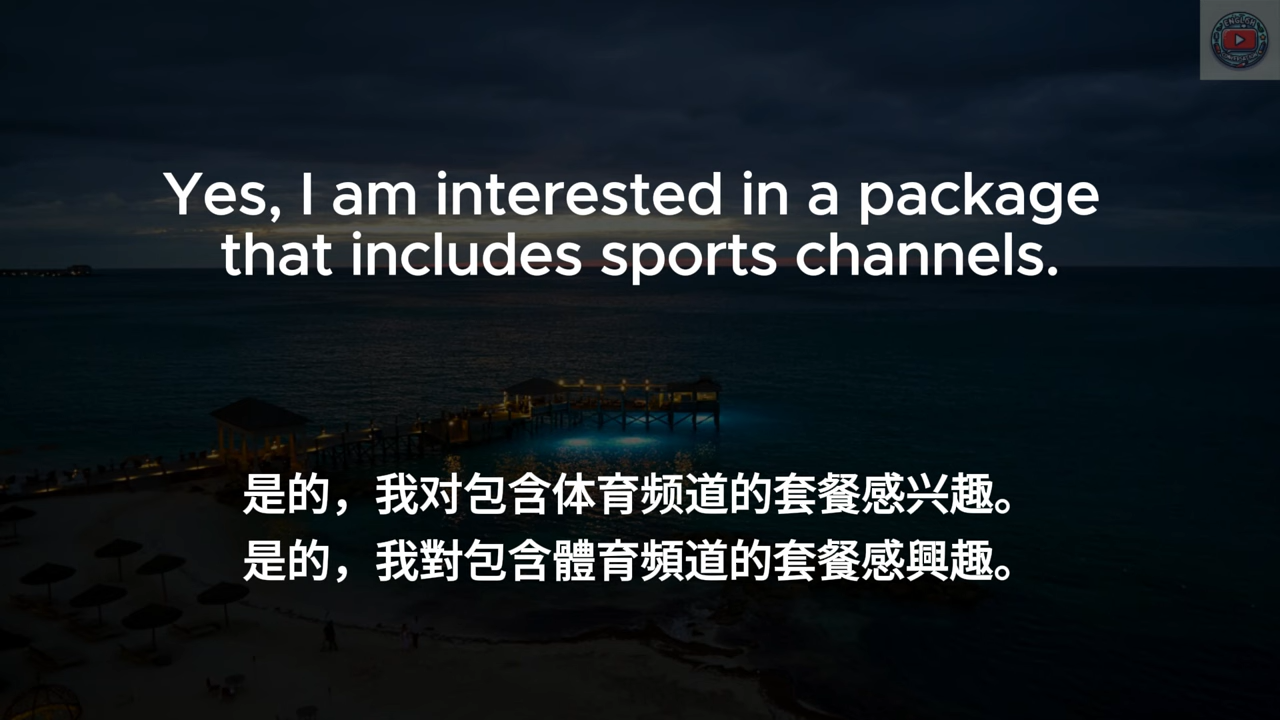 Yes, I am interested in a package
that includes sports channels.
是的，我对包含体育频道的套餐感兴趣。
是的，我對包含體育頻道的套餐感興趣。